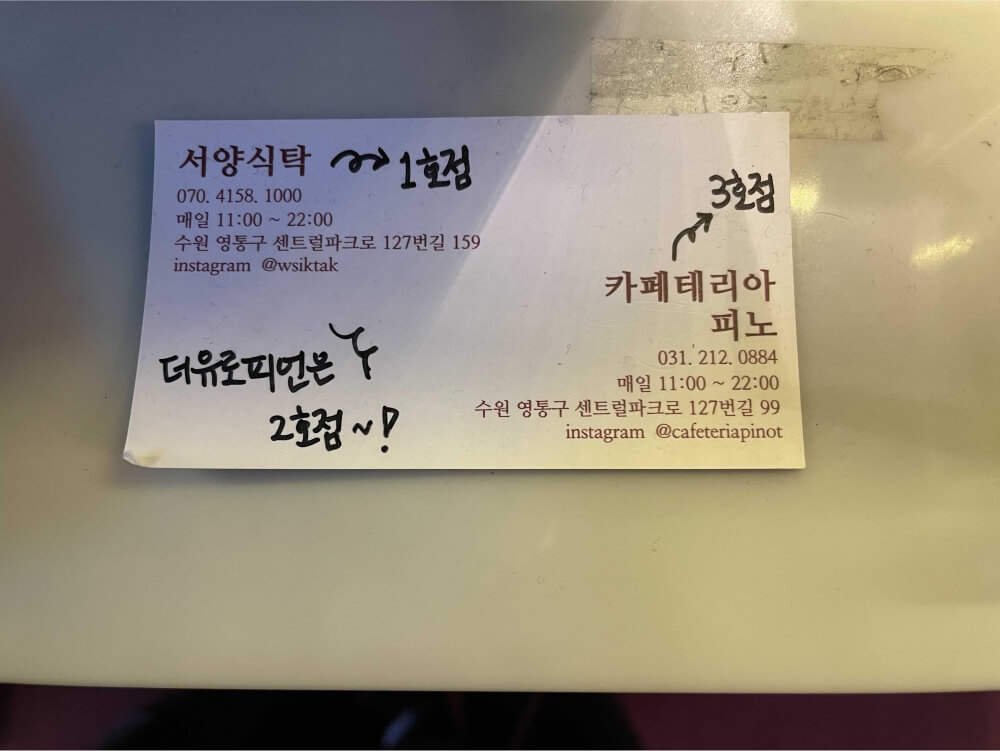 서양식탁
1호점
070. 4158. 1000
매일 11:00 ~ 22:00
수원 영통구 센트럴파크로 127번길 159
instagram @wsiktak
3호점
카페테리아
피노
031. 212. 0884
매일 11:00 ~ 22:00
수원 영통구 센트럴파크로 127번길 99
instagram @cafeteriapinot
더유로피언은
2호점~!